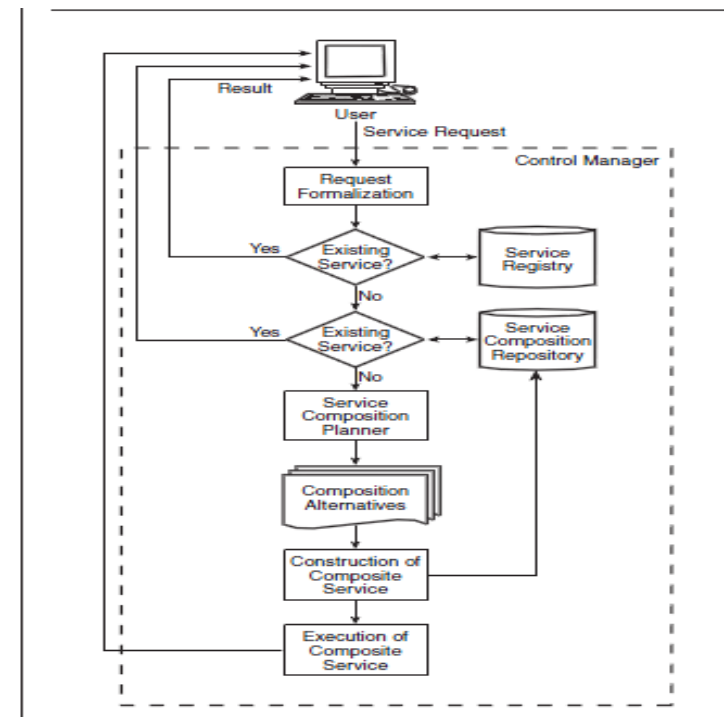 Result
User
Service Request
Control Manager
Request
Formalization
Yes
Existing
Service?
Service
Registry
No
Yes
Existing
Service?
Service
Composition
Repository
No
Service
Composition
Planner
Composition
Alternatives
Construction of
Composite
Service
Execution of
Composite
Service